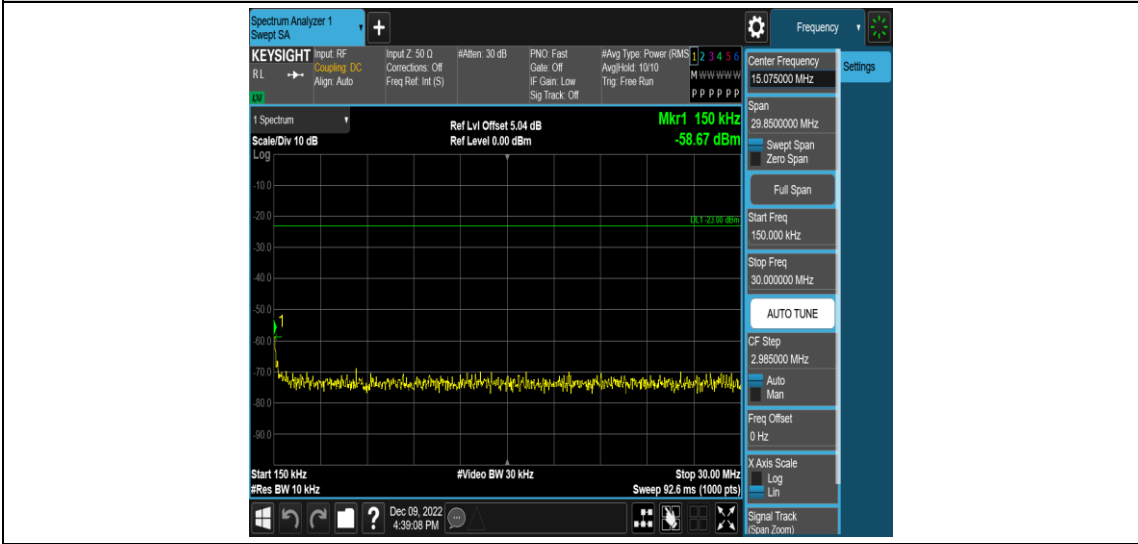 Spectrum Analyzer 1
Swept SA
Frequency
KEYSIGHT
RL
Input: RF
Coupling: DC
Align: Auto
Input Z: 50 Ω
Corrections: Off
Freq Ref: Int (S)
#Atten: 30 dB
PNO: Fast
Gate: Off
IF Gain: Low
Sig Track: Off
#Avg Type: Power (RMS
Avg|Hold: 10/10
Trig: Free Run
1 2 3 4 5 6
M W W W W W
P P P P P P
1 Spectrum
Scale/Div 10 dB
Log
Ref Lvl Offset 5.04 dB
Ref Level 0.00 dBm
Mkr1 150 kHz
-58.67 dBm
-10.0
-20.0
DL1 -23.00 dBm
-30.0
-40.0
-50.0
1
-60.0
-70.0
-80.0
-90.0
Start 150 kHz
#Res BW 10 kHz
#Video BW 30 kHz
Stop 30.00 MHz
Sweep 92.6 ms (1000 pts)
Dec 09, 2022
4:39:08 PM
Center Frequency
15.075000 MHz
Settings
Span
29.8500000 MHz
Swept Span
Zero Span
Full Span
Start Freq
150.000 kHz
Stop Freq
30.000000 MHz
AUTO TUNE
CF Step
2.985000 MHz
Auto
Man
Freq Offset
0 Hz
X Axis Scale
Log
Lin
Signal Track
(Span Zoom)